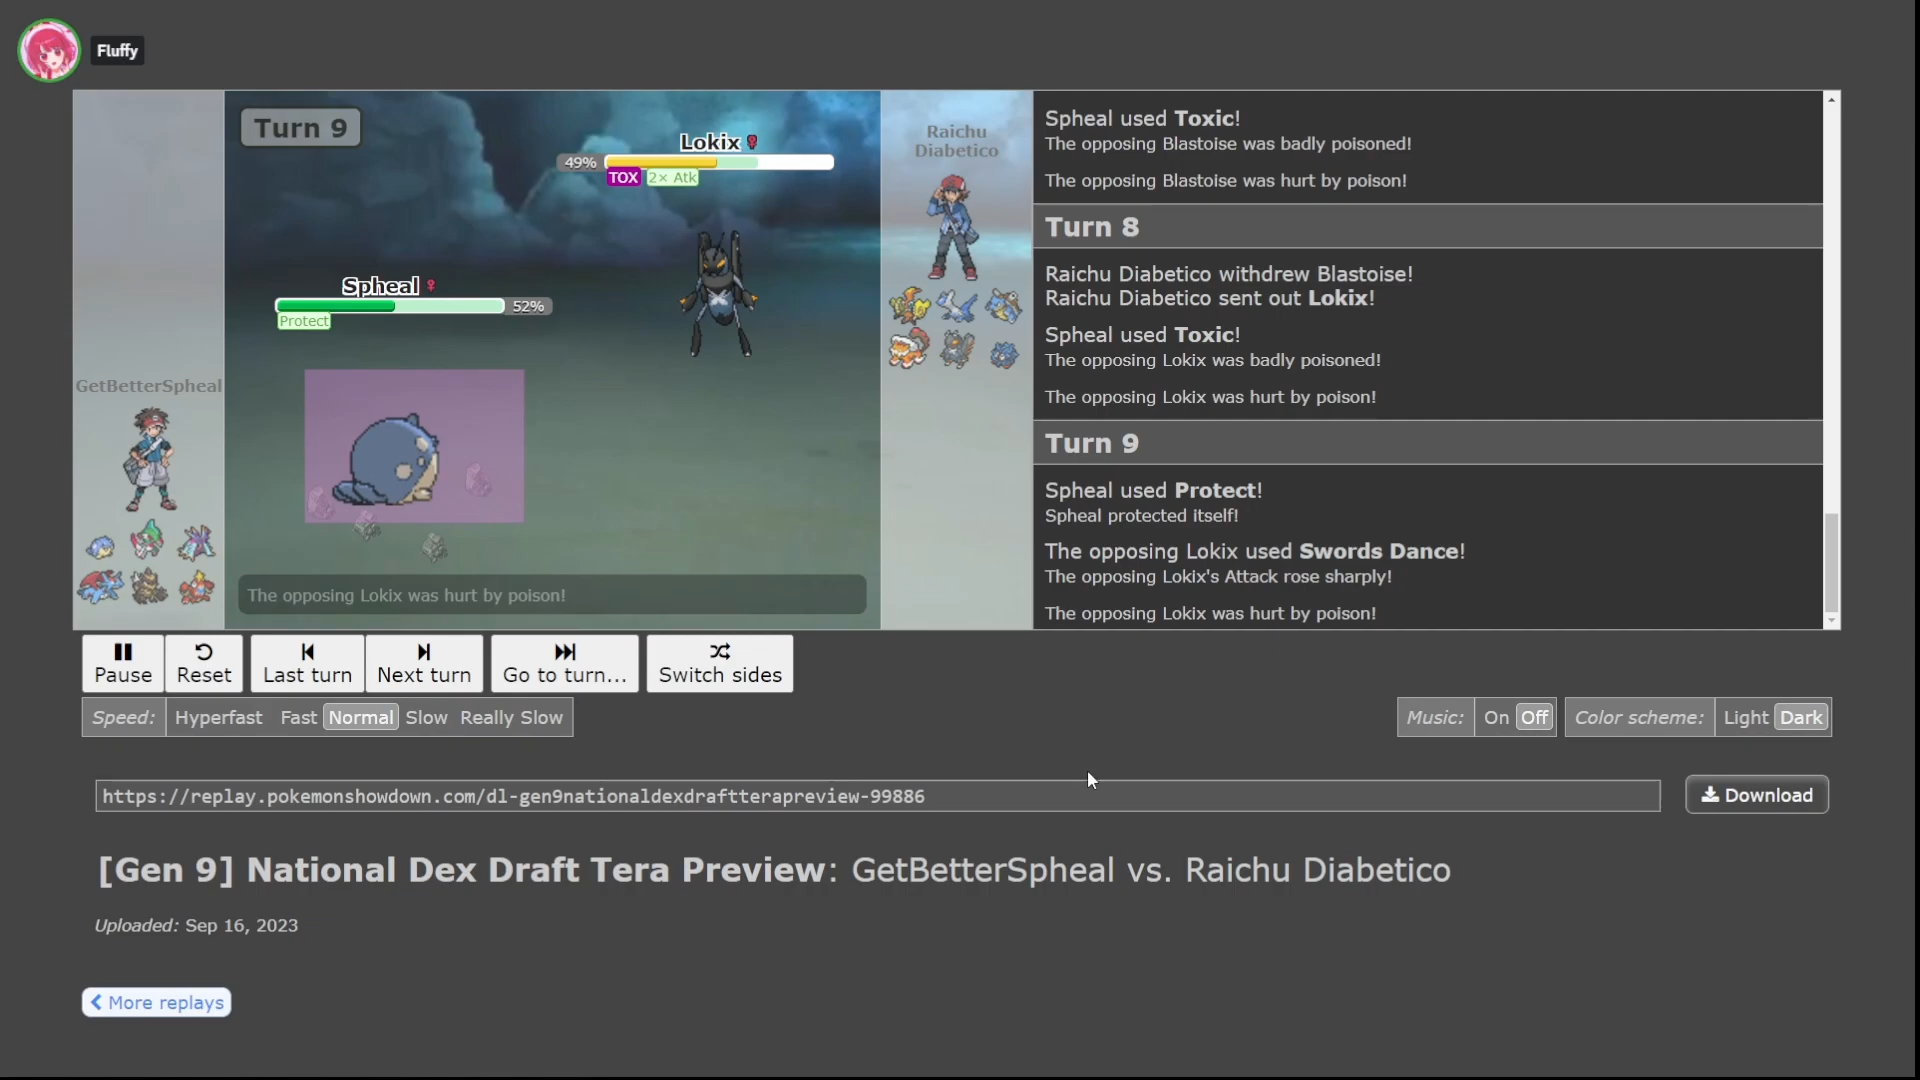 Fluffy
Turn 9
Lokix
49%
TOX 2× Atk
Spheal
52%
Protect
The opposing Lokix was hurt by poison!
GetBetterSpheal
Raichu
Diabetico
Spheal used Toxic!
The opposing Blastoise was badly poisoned!
The opposing Blastoise was hurt by poison!
Turn 8
Raichu Diabetico withdrew Blastoise!
Raichu Diabetico sent out Lokix!
Spheal used Toxic!
The opposing Lokix was badly poisoned!
The opposing Lokix was hurt by poison!
Turn 9
Spheal used Protect!
Spheal protected itself!
The opposing Lokix used Swords Dance!
The opposing Lokix's Attack rose sharply!
The opposing Lokix was hurt by poison!
Pause Reset Last turn Next turn Go to turn... Switch sides
Speed: Hyperfast Fast Normal Slow Really Slow
Music: On Off Color scheme: Light Dark
https://replay.pokemonshowdown.com/dl-gen9nationaldexdraftterapreview-99886
Download
[Gen 9] National Dex Draft Tera Preview: GetBetterSpheal vs. Raichu Diabetico
Uploaded: Sep 16, 2023
More replays